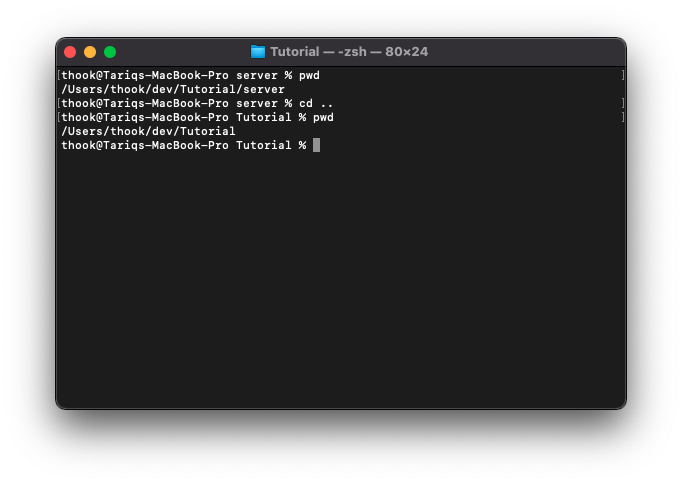 Tutorial — -zsh — 80×24
[thook@Tariqs-MacBook-Pro server % pwd ]
/Users/thook/dev/Tutorial/server
[thook@Tariqs-MacBook-Pro server % cd .. ]
[thook@Tariqs-MacBook-Pro Tutorial % pwd ]
/Users/thook/dev/Tutorial
thook@Tariqs-MacBook-Pro Tutorial %